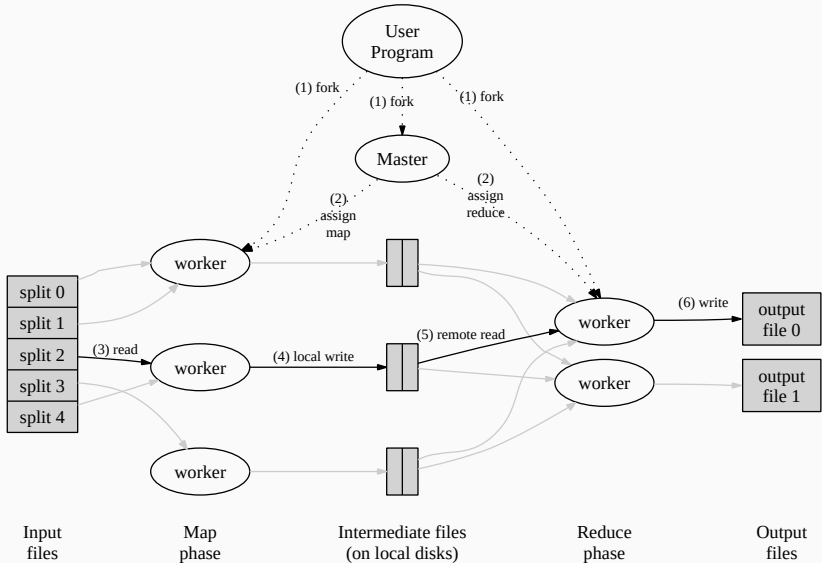 User
Program
(1) fork
(1) fork
(1) fork
Master
(2)
assign
map
(2)
assign
reduce
worker
split 0
split 1
split 2
split 3
split 4
(3) read
worker
(4) local write
(5) remote read
worker
(6) write
output
file 0
worker
output
file 1
worker
Input
files
Map
phase
Intermediate files
(on local disks)
Reduce
phase
Output
files